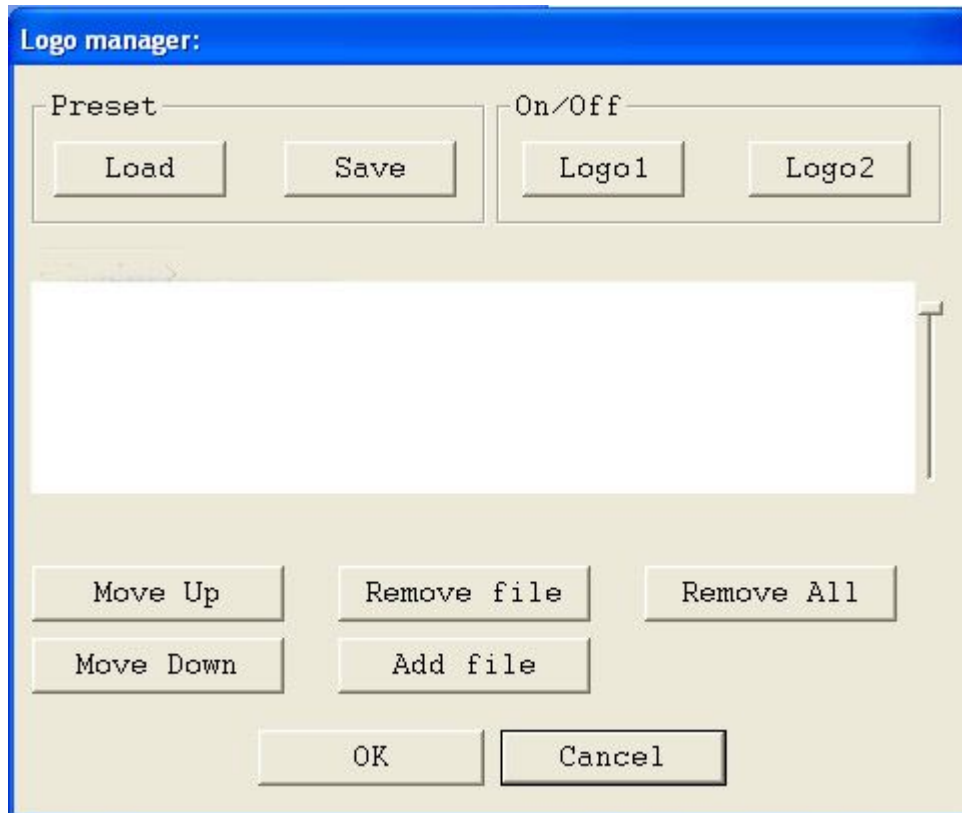 Logo manager:
Preset On/Off
Load Save Logo1 Logo2
Move Up Remove file Remove All
Move Down Add file
OK Cancel